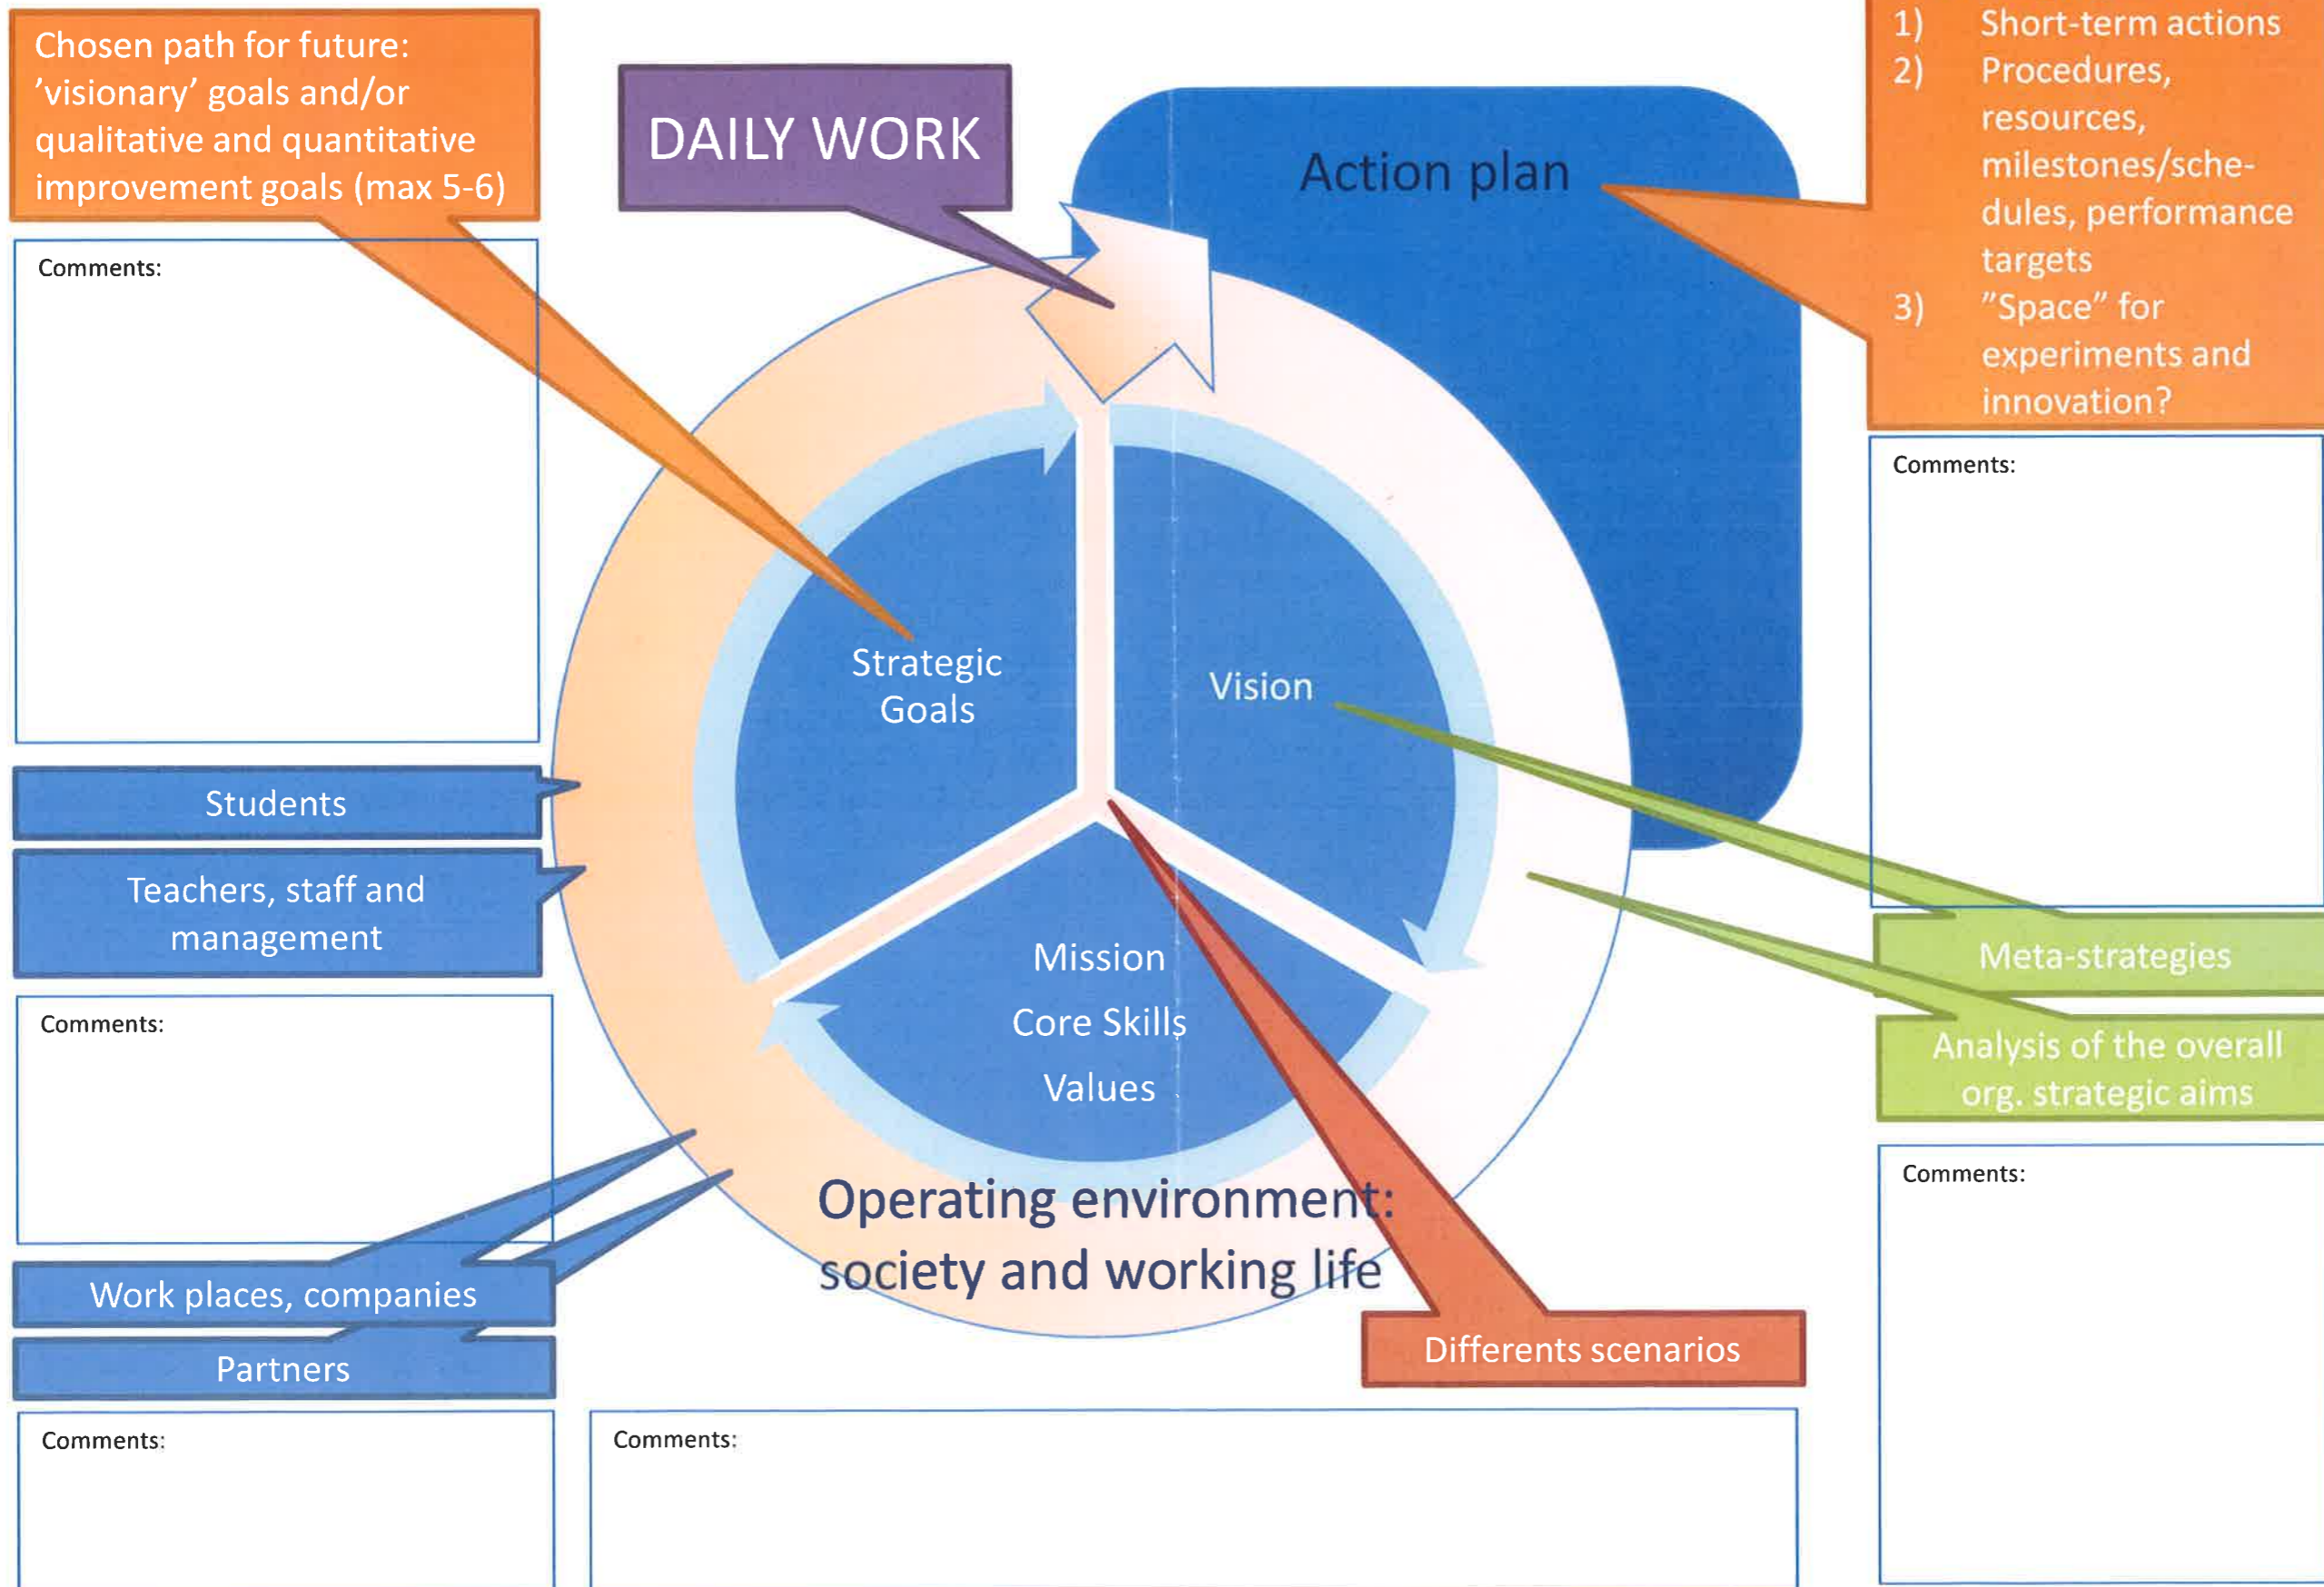 Chosen path for future:
'visionary' goals and/or
qualitative and quantitative
improvement goals (max 5-6)
Comments:
DAILY WORK
Action plan
1) Short-term actions
2) Procedures,
resources,
milestones/sche-
dules, performance
targets
3) "Space" for
experiments and
innovation?
Comments:
Strategic
Goals
Vision
Mission
Core Skills
Values
Operating environment:
society and working life
Students
Teachers, staff and
management
Comments:
Work places, companies
Partners
Comments:
Meta-strategies
Analysis of the overall
org. strategic aims
Comments:
Differents scenarios
Comments: